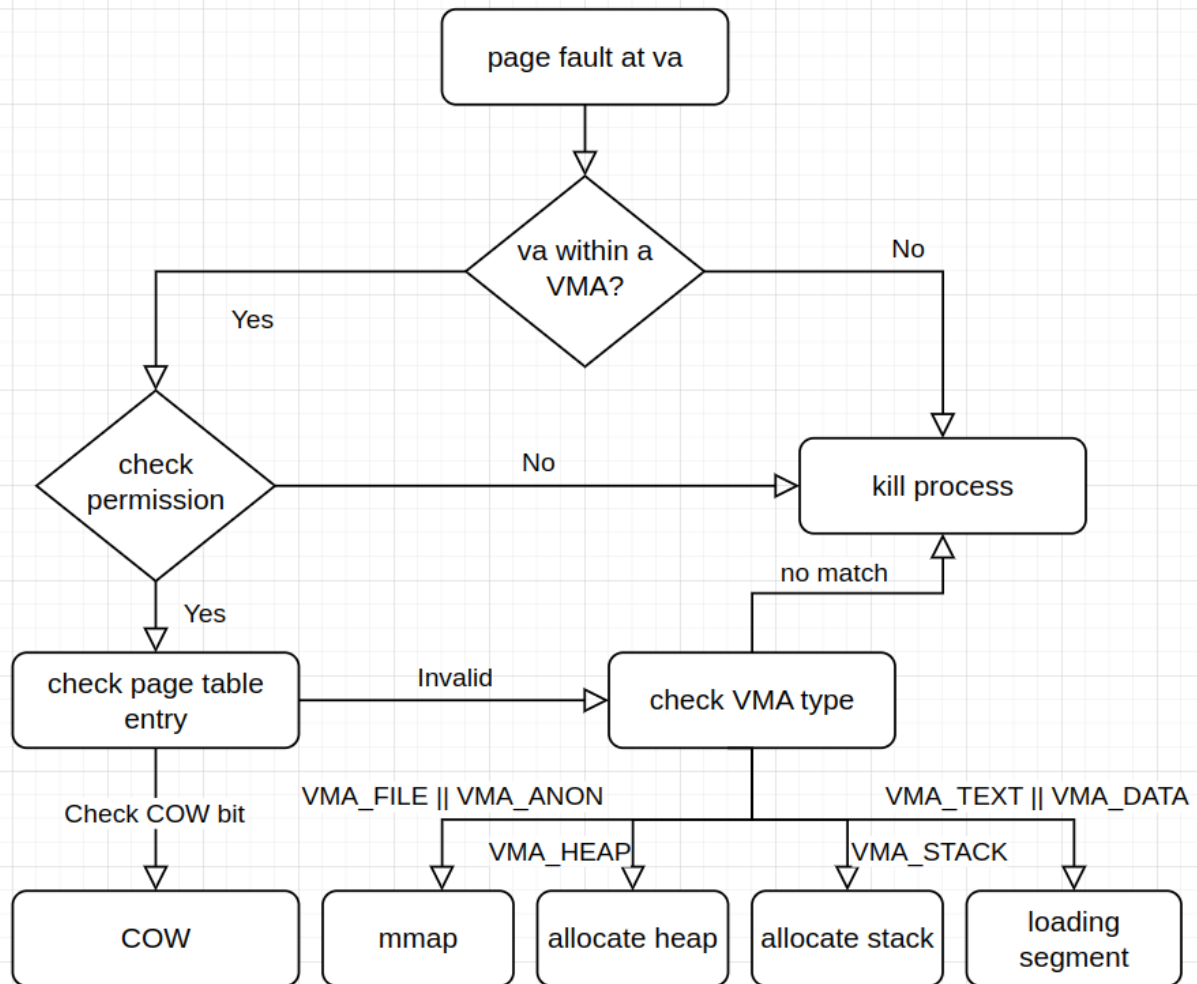 page fault at va
va within a
VMA?
No
Yes
check
permission
No
kill process
no match
Yes
check page table
entry
Invalid
check VMA type
Check COW bit
VMA_FILE || VMA_ANON
VMA_TEXT || VMA_DATA
VMA_HEAP
VMA_STACK
COW
mmap
allocate heap
allocate stack
loading
segment